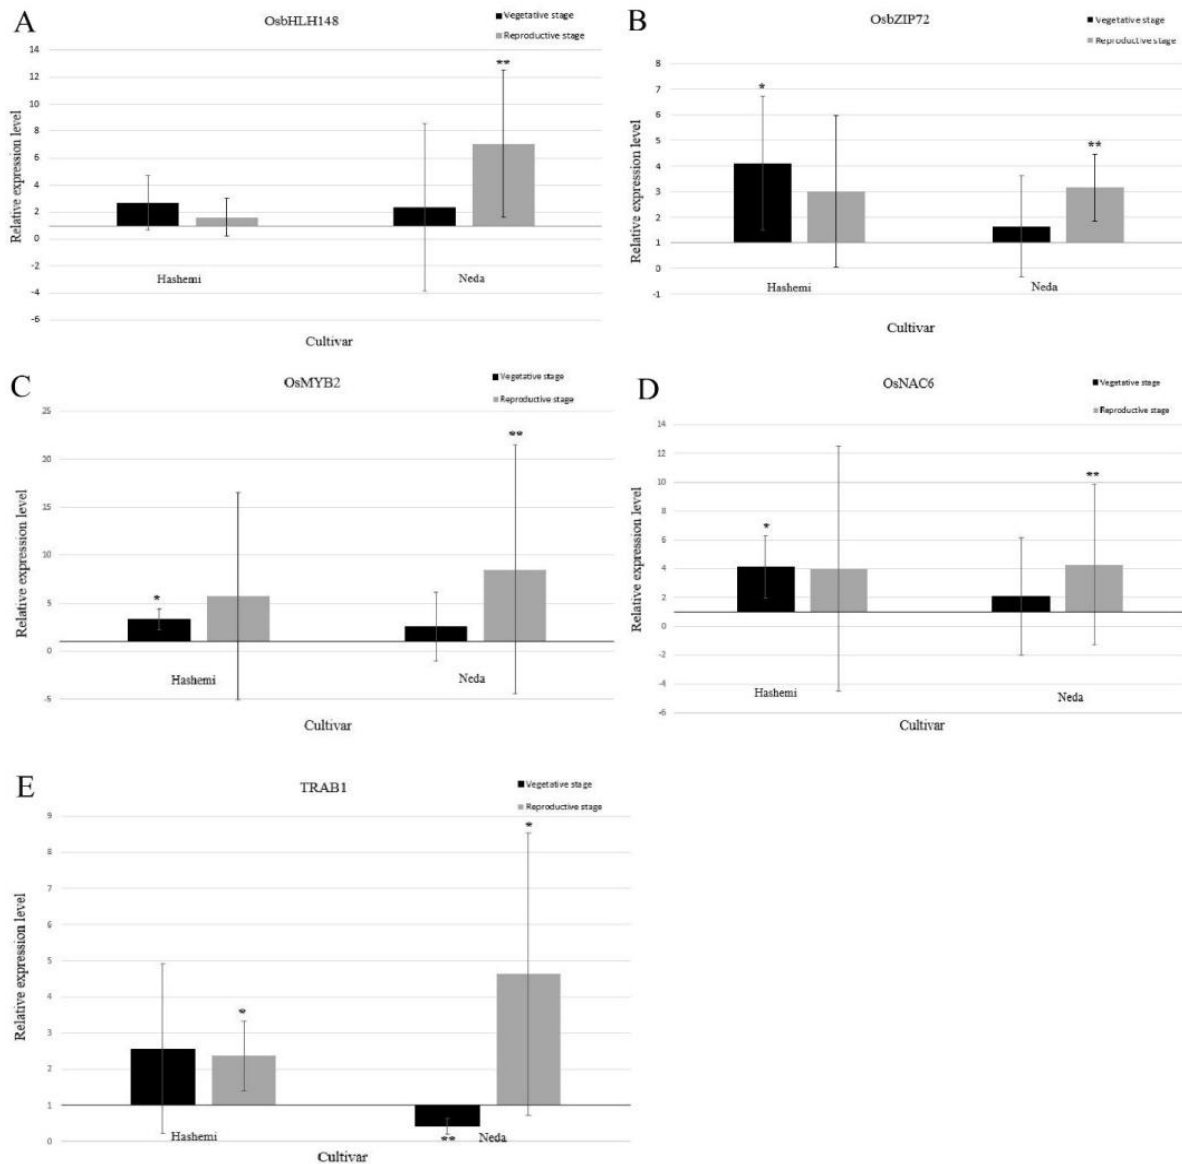 A
OsbHLH148
Vegetative stage
Reproductive stage
14
12
10
8
6
4
2
0
-2
-4
-6
Relative expression level
**
Hashemi
Neda
Cultivar
B
OsbZIP72
Vegetative stage
Reproductive stage
8
7
6
5
4
3
2
1
0
-1
Relative expression level
*
**
Hashemi
Neda
Cultivar
C
OsMYB2
Vegetative stage
Reproductive stage
25
20
15
10
5
0
-5
Relative expression level
*
**
Hashemi
Neda
Cultivar
D
OsNAC6
Vegetative stage
Reproductive stage
14
12
10
8
6
4
2
0
-2
-4
-6
Relative expression level
*
**
Hashemi
Neda
Cultivar
E
TRAB1
Vegetative stage
Reproductive stage
9
8
7
6
5
4
3
2
1
0
Relative expression level
*
*
**
Hashemi
Neda
Cultivar